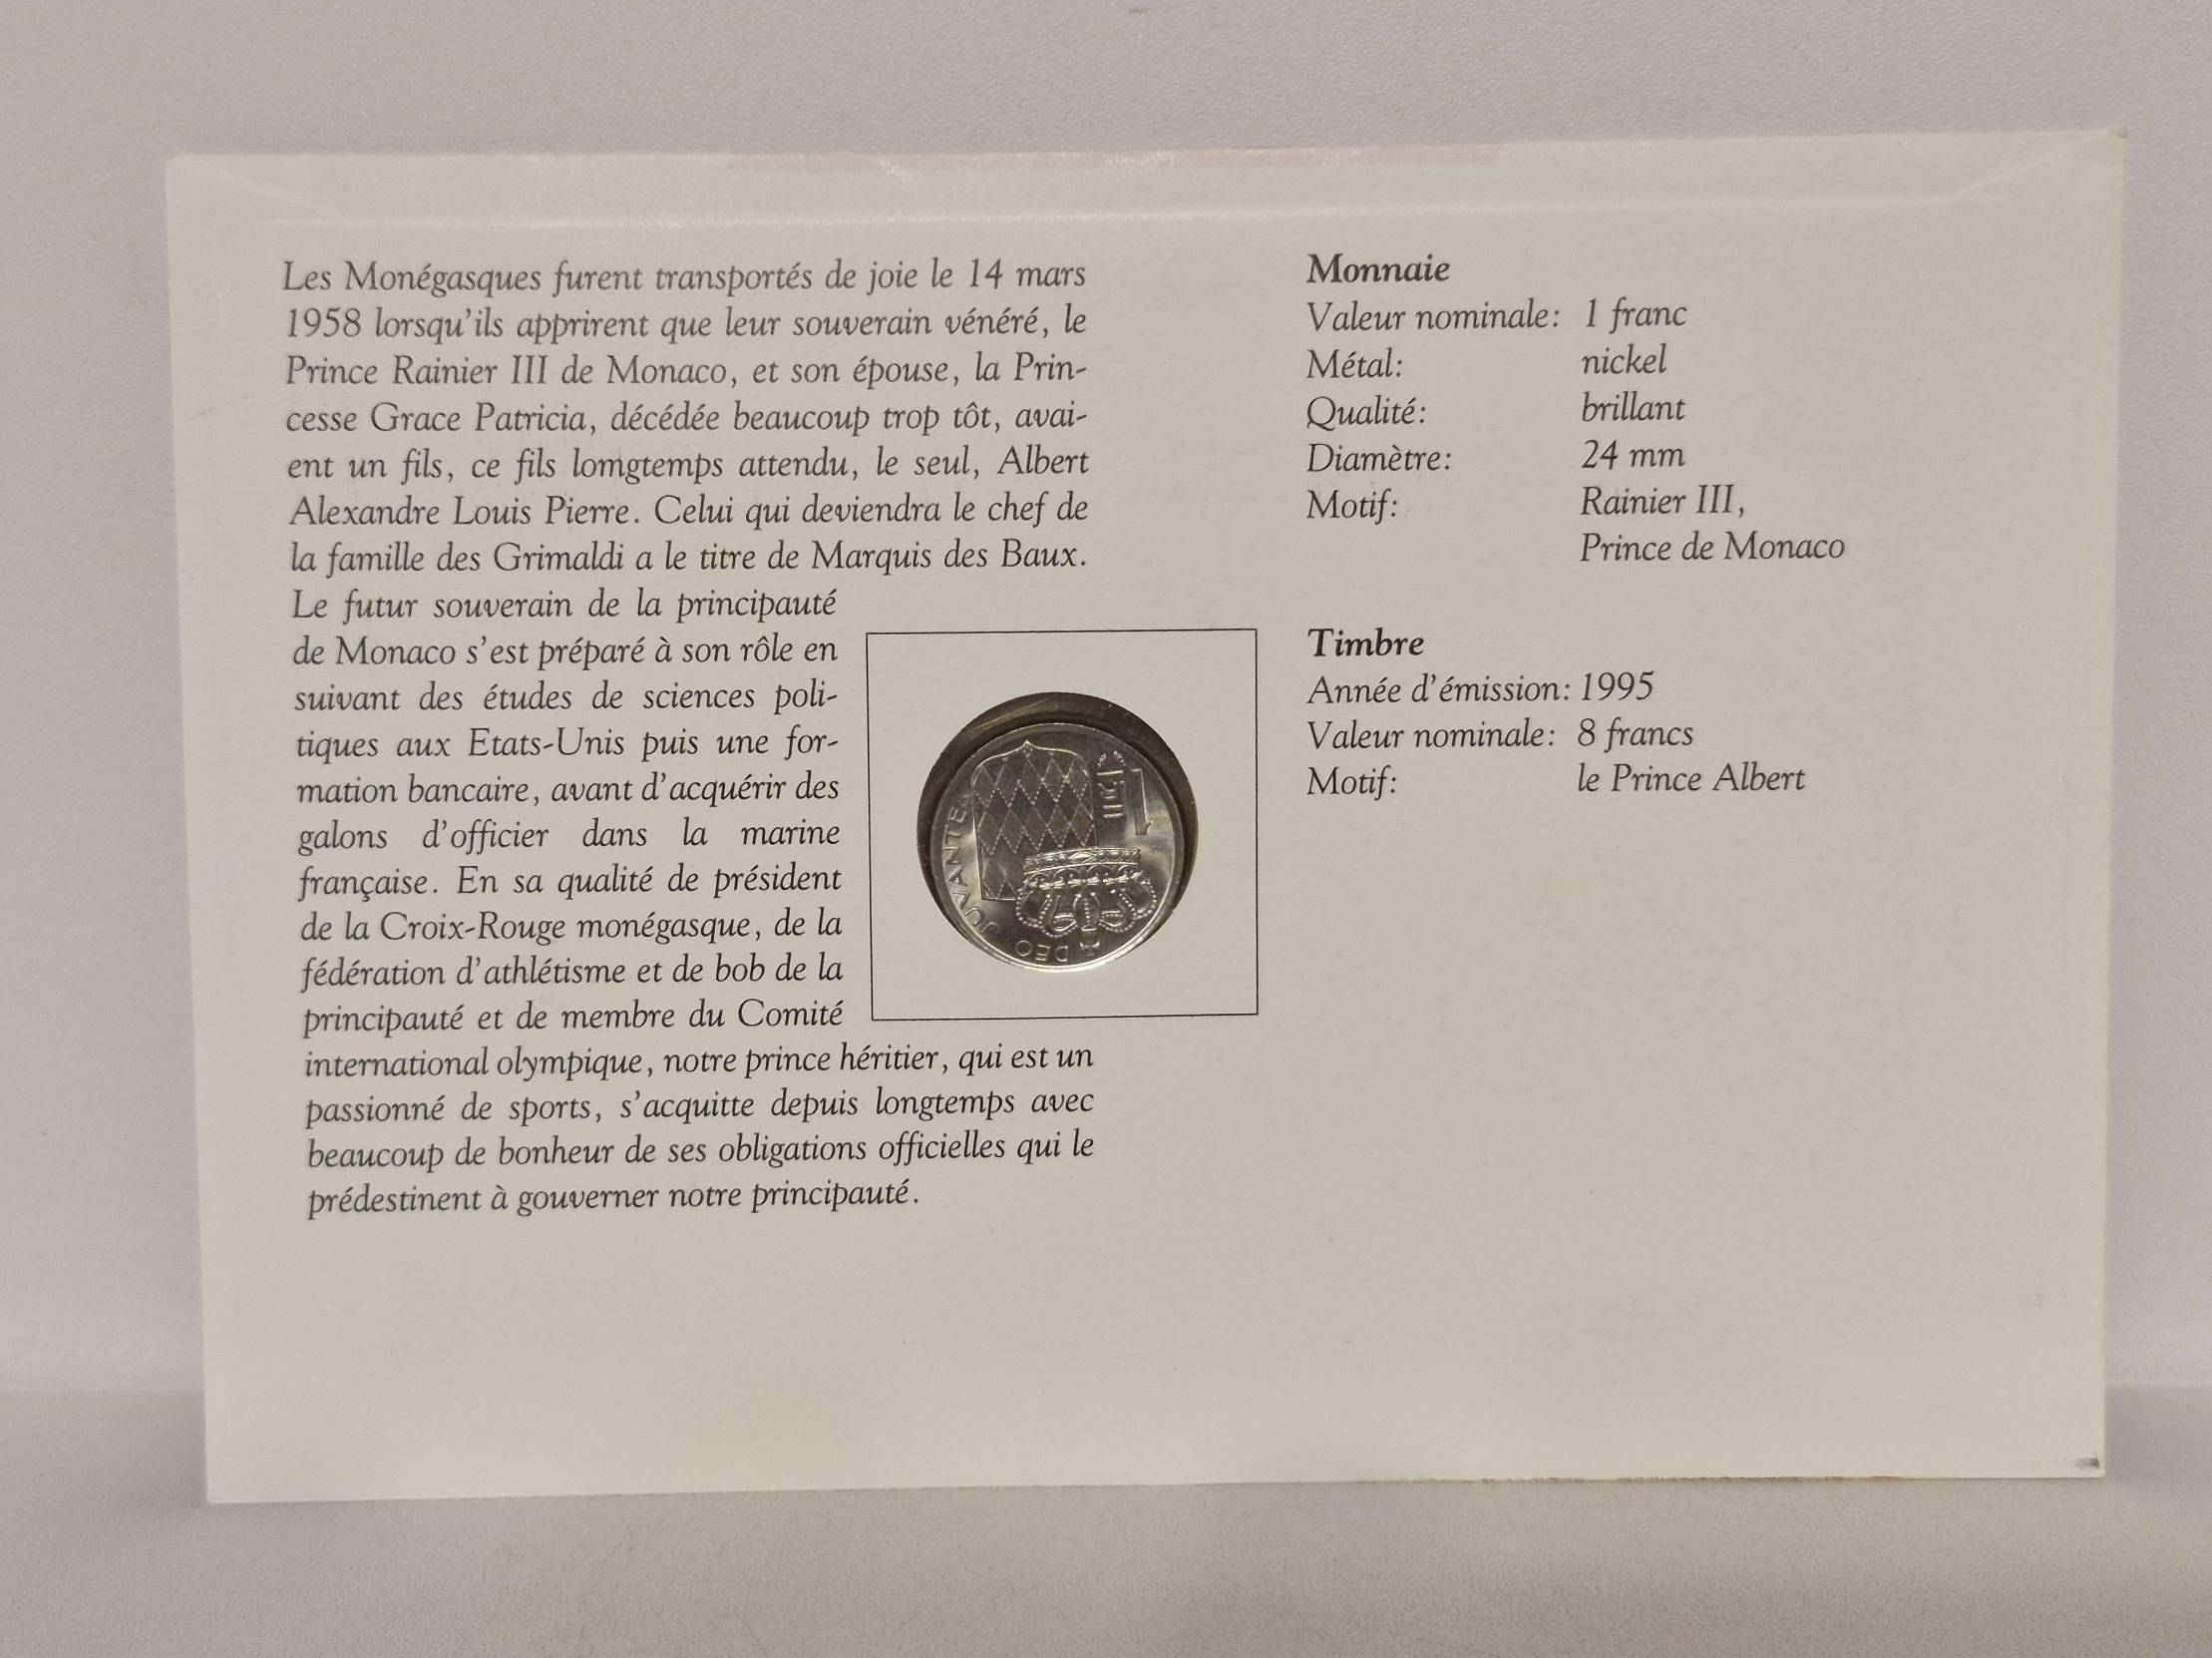 Les Monégasques furent transportés de joie le 14 mars
1958 lorsqu'ils apprirent que leur souverain vénéré, le
Prince Rainier III de Monaco, et son épouse, la Prin-
cesse Grace Patricia, décédée beaucoup trop tôt, avai-
ent un fils, ce fils lomgtemps attendu, le seul, Albert
Alexandre Louis Pierre. Celui qui deviendra le chef de
la famille des Grimaldi a le titre de Marquis des Baux.
Le futur souverain de la principauté
de Monaco s'est préparé à son rôle en
suivant des études de sciences poli-
tiques aux Etats-Unis puis une for-
mation bancaire, avant d'acquérir des
galons d'officier dans la marine
française. En sa qualité de président
de la Croix-Rouge monégasque, de la
fédération d'athlétisme et de bob de la
principauté et de membre du Comité
international olympique, notre prince héritier, qui est un
passionné de sports, s'acquitte depuis longtemps avec
beaucoup de bonheur de ses obligations officielles qui le
prédestinent à gouverner notre principauté.
DEO JUVANTE
1
Monnaie
Valeur nominale: 1 franc
Métal: nickel
Qualité: brillant
Diamètre: 24 mm
Motif: Rainier III,
Prince de Monaco
Timbre
Année d'émission: 1995
Valeur nominale: 8 francs
Motif: le Prince Albert